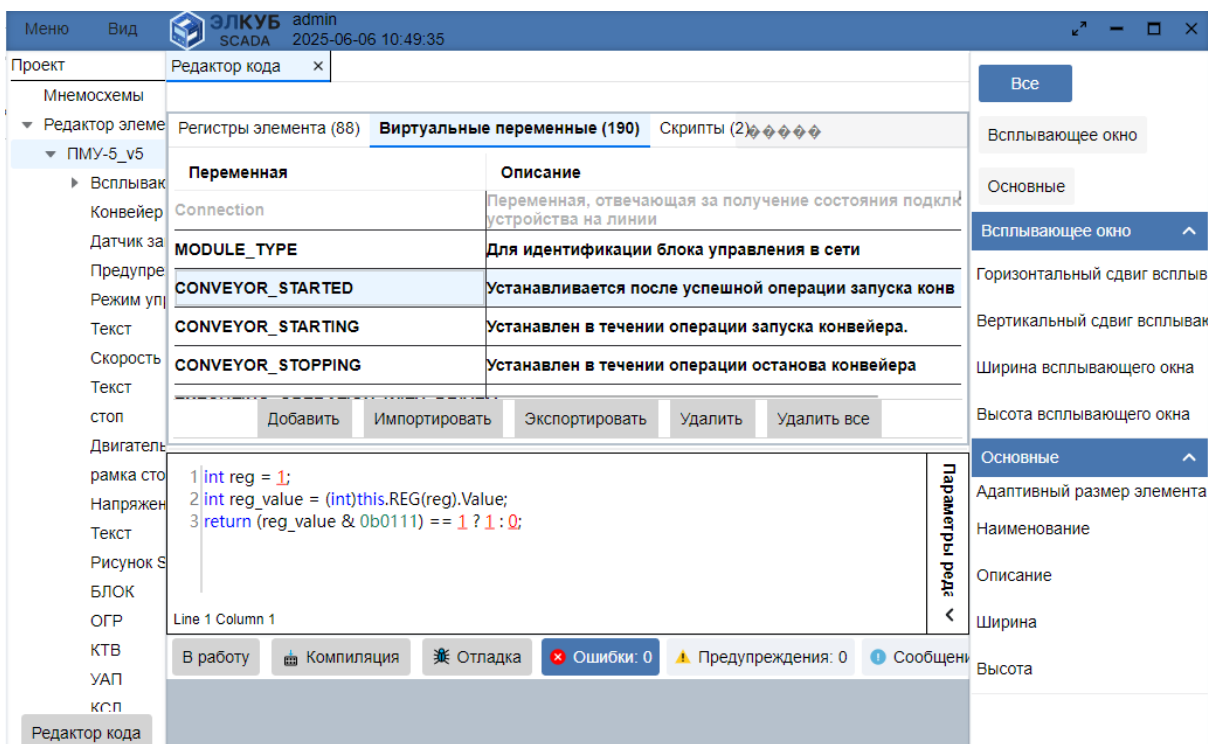 Меню Вид ЭЛКУБ SCADA admin
2025-06-06 10:49:35
Проект
Мнемосхемы
Редактор элеме
ПМУ-5_v5
Всплываю
Конвейер
Датчик за
Предупре
Режим упр
Текст
Скорость
Текст
стоп
Двигатель
рамка сто
Напряжен
Текст
Рисунок S
БЛОК
ОГР
КТВ
УАП
КСЛ
Редактор кода
Редактор кода ×
Регистры элемента (88) Виртуальные переменные (190) Скрипты (2)�����
Переменная Описание
Connection Переменная, отвечающая за получение состояния подклю
устройства на линии
MODULE_TYPE Для идентификации блока управления в сети
CONVEYOR_STARTED Устанавливается после успешной операции запуска конв
CONVEYOR_STARTING Установлен в течении операции запуска конвейера.
CONVEYOR_STOPPING Установлен в течении операции останова конвейера
Добавить Импортировать Экспортировать Удалить Удалить все
1 int reg = 1;
2 int reg_value = (int)this.REG(reg).Value;
3 return (reg_value & 0b0111) == 1 ? 1 : 0;
Line 1 Column 1
Параметры реда
В работу Компиляция Отладка Ошибки: 0 Предупреждения: 0 Сообщени
Все
Всплывающее окно
Основные
Всплывающее окно
Горизонтальный сдвиг всплыв
Вертикальный сдвиг всплываю
Ширина всплывающего окна
Высота всплывающего окна
Основные
Адаптивный размер элемента
Наименование
Описание
Ширина
Высота